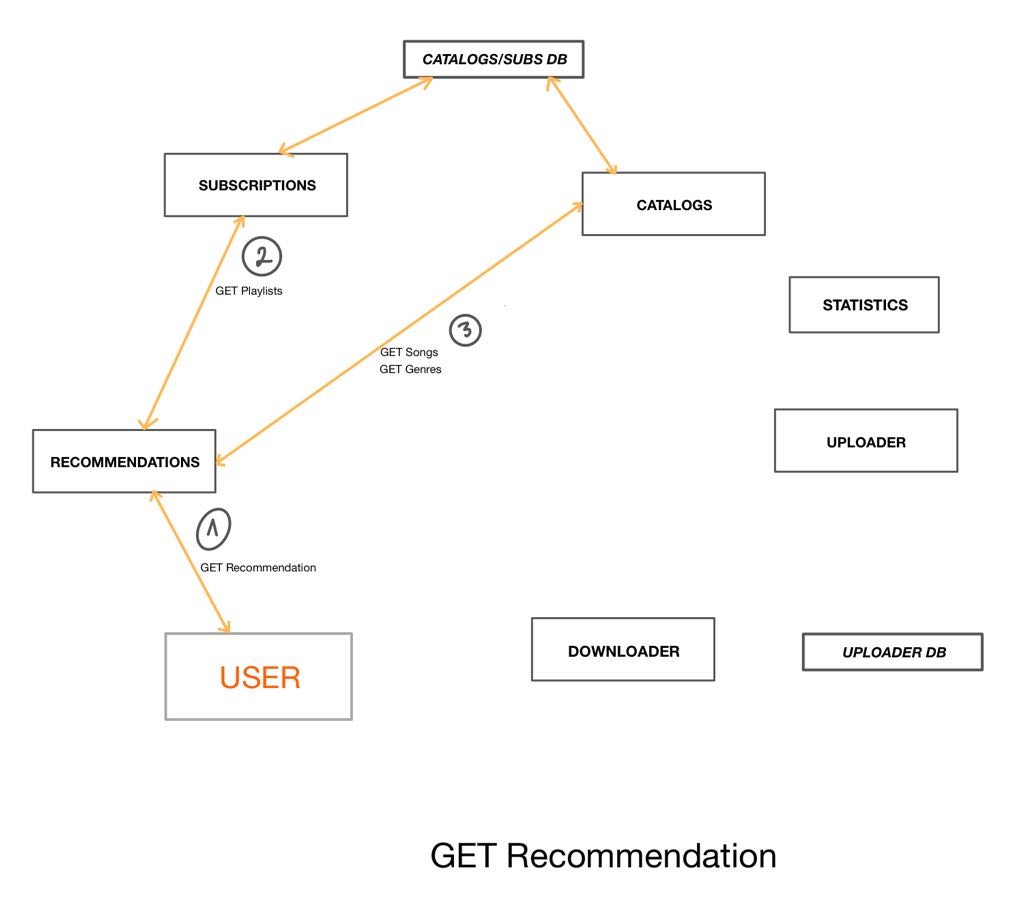 CATALOGS/SUBS DB
SUBSCRIPTIONS
CATALOGS
2
GET Playlists
STATISTICS
3
GET Songs
GET Genres
UPLOADER
RECOMMENDATIONS
1
GET Recommendation
USER
DOWNLOADER
UPLOADER DB
GET Recommendation